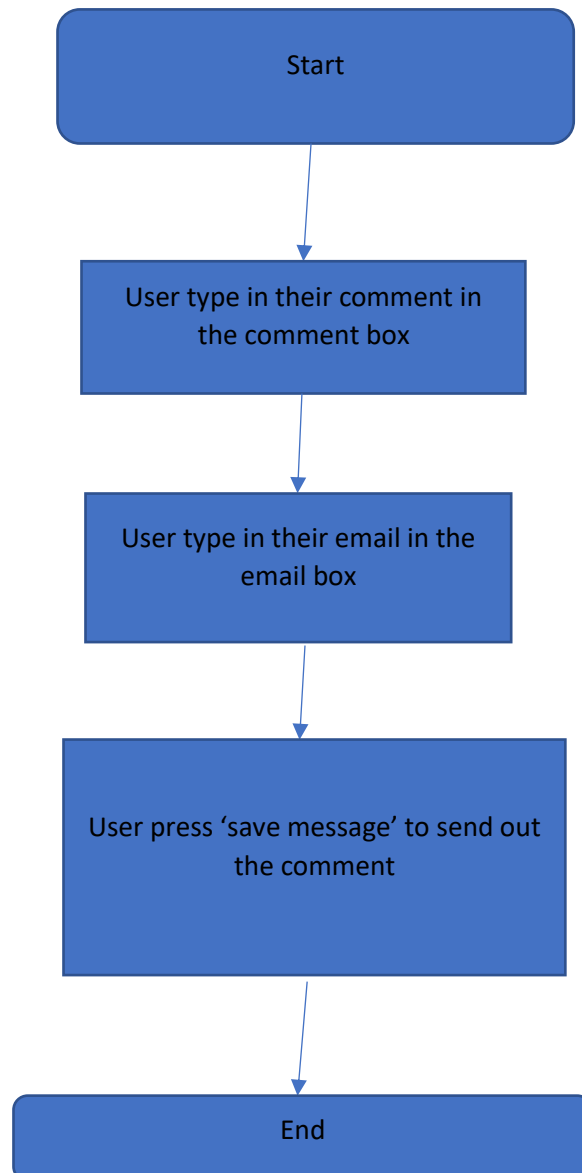 Start
User type in their comment in
the comment box
User type in their email in the
email box
User press ‘save message’ to send out
the comment
End